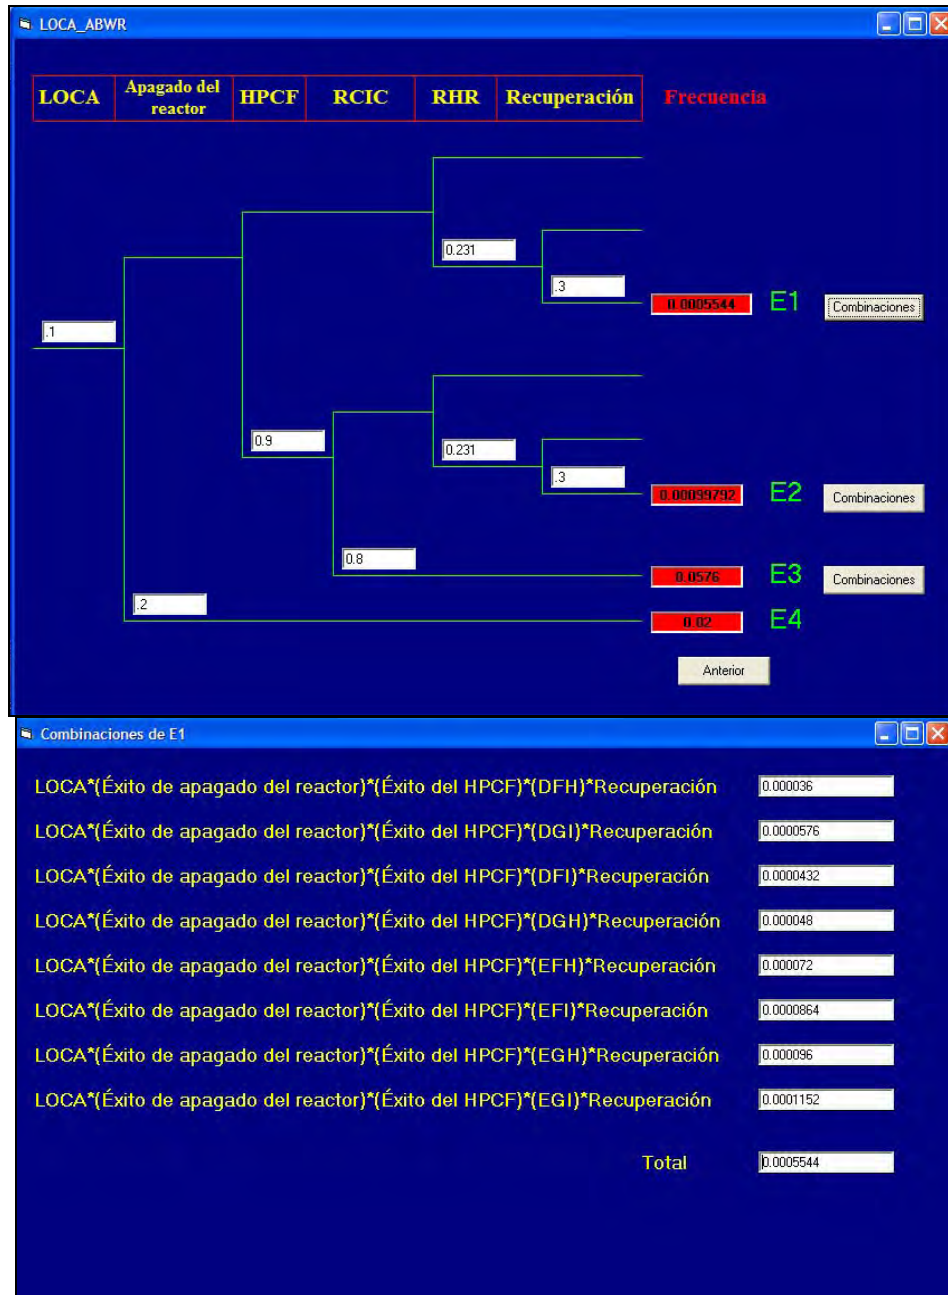 LOCA_ABWR
LOCA Apagado del reactor HPCF RCIC RHR Recuperación Frecuencia
0.231
.3
0.0005544 E1 Combinaciones
.1
0.9
0.231
.3
0.00099792 E2 Combinaciones
0.8
0.0576 E3 Combinaciones
.2
0.02 E4
Anterior
Combinaciones de E1
LOCA*(Éxito de apagado del reactor)*(Éxito del HPCF)*(DFH)*Recuperación 0.000036
LOCA*(Éxito de apagado del reactor)*(Éxito del HPCF)*(DGI)*Recuperación 0.0000576
LOCA*(Éxito de apagado del reactor)*(Éxito del HPCF)*(DFI)*Recuperación 0.0000432
LOCA*(Éxito de apagado del reactor)*(Éxito del HPCF)*(DGH)*Recuperación 0.000048
LOCA*(Éxito de apagado del reactor)*(Éxito del HPCF)*(EFH)*Recuperación 0.000072
LOCA*(Éxito de apagado del reactor)*(Éxito del HPCF)*(EFI)*Recuperación 0.0000864
LOCA*(Éxito de apagado del reactor)*(Éxito del HPCF)*(EGH)*Recuperación 0.000096
LOCA*(Éxito de apagado del reactor)*(Éxito del HPCF)*(EGI)*Recuperación 0.0001152
Total 0.0005544